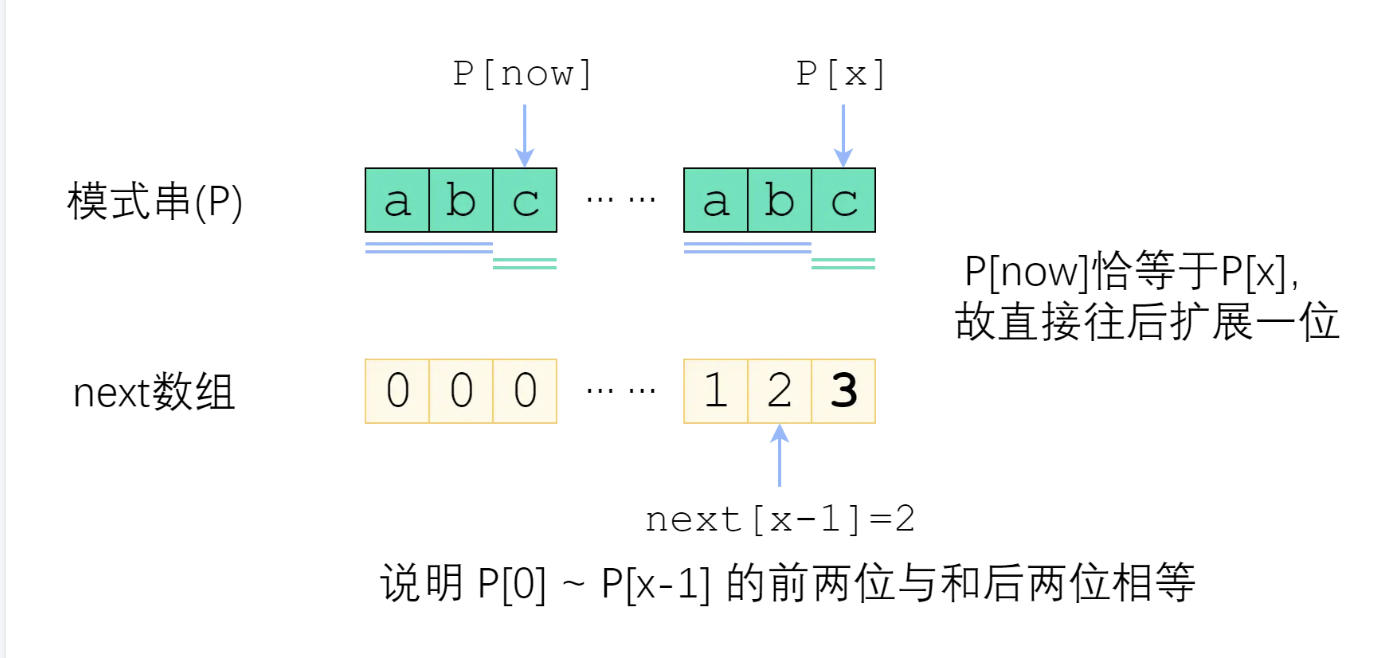 P[now] P[x]
模式串(P) a b c ⋯ ⋯ a b c
P[now]恰等于P[x],
故直接往后扩展一位
next数组 0 0 0 ⋯ ⋯ 1 2 3
next[x-1]=2
说明 P[0] ~ P[x-1] 的前两位与和后两位相等